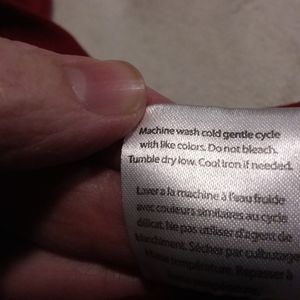 Machine wash cold gentle cycle
with like colors. Do not bleach.
Tumble dry low. Cool iron if needed.
Laver a la machine à l'eau froide
avec couleurs similaires au cycle
délicat. Ne pas utiliser d'agent de
blanchiment. Sécher par culbutage
température. Repasser à